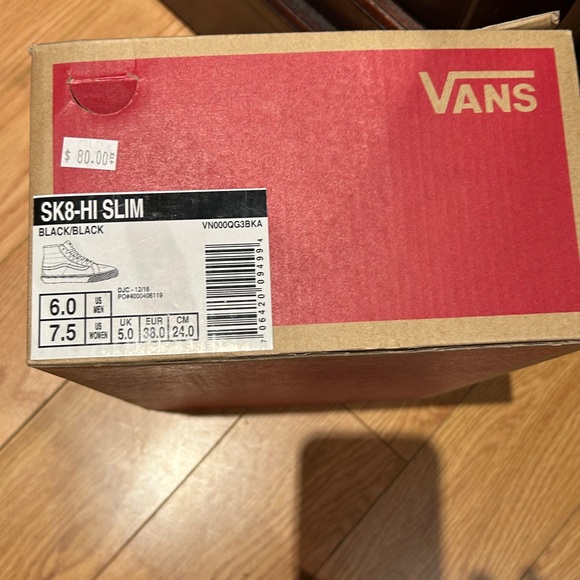 VANS
$ 80.00
SK8-HI SLIM
BLACK/BLACK
VN000QG3BKA
DJC - 12/16
PO#4000406119
6.0 US MEN
7.5 US WOMEN UK 5.0 EUR 38.0 CM 24.0
7 06420 09499 4